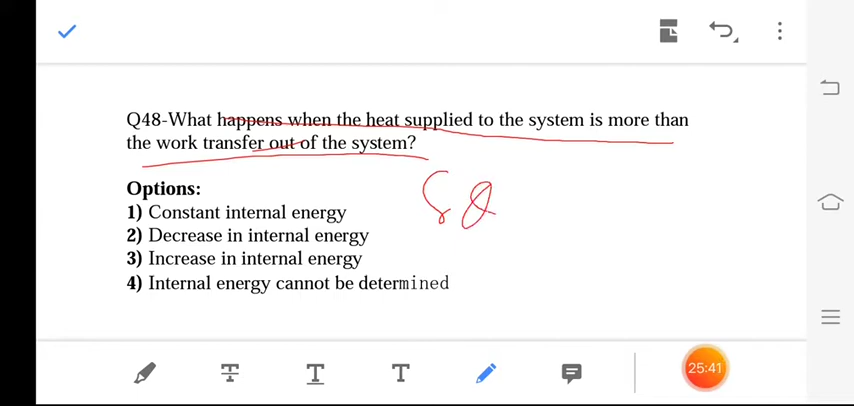 Q48-What happens when the heat supplied to the system is more than
the work transfer out of the system?
Options:
1) Constant internal energy
2) Decrease in internal energy
3) Increase in internal energy
4) Internal energy cannot be determined
T T T
25:41